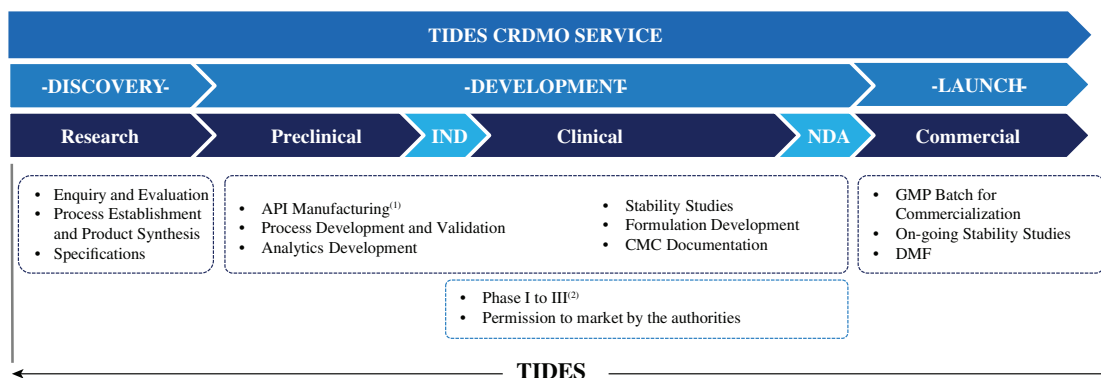 TIDES CRDMO SERVICE
-DISCOVERY-
-DEVELOPMENT-
-LAUNCH-
Research
Preclinical
IND
Clinical
NDA
Commercial
• Enquiry and Evaluation
• Process Establishment
and Product Synthesis
• Specifications
• API Manufacturing(1)
• Process Development and Validation
• Analytics Development
• Stability Studies
• Formulation Development
• CMC Documentation
• GMP Batch for
Commercialization
• On-going Stability Studies
• DMF
• Phase I to III(2)
• Permission to market by the authorities
TIDES